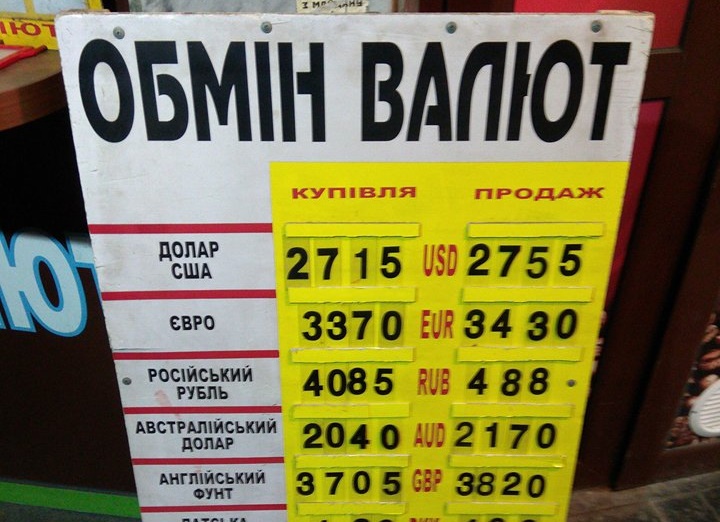 ОБМІН ВАЛЮТ
КУПІВЛЯ ПРОДАЖ
ДОЛАР
США
2715 USD 2755
ЄВРО
3370 EUR 3430
РОСІЙСЬКИЙ
РУБЛЬ
4085 RUB 488
АВСТРАЛІЙСЬКИЙ
ДОЛАР
2040 AUD 2170
АНГЛІЙСЬКИЙ
ФУНТ
3705 GBP 3820